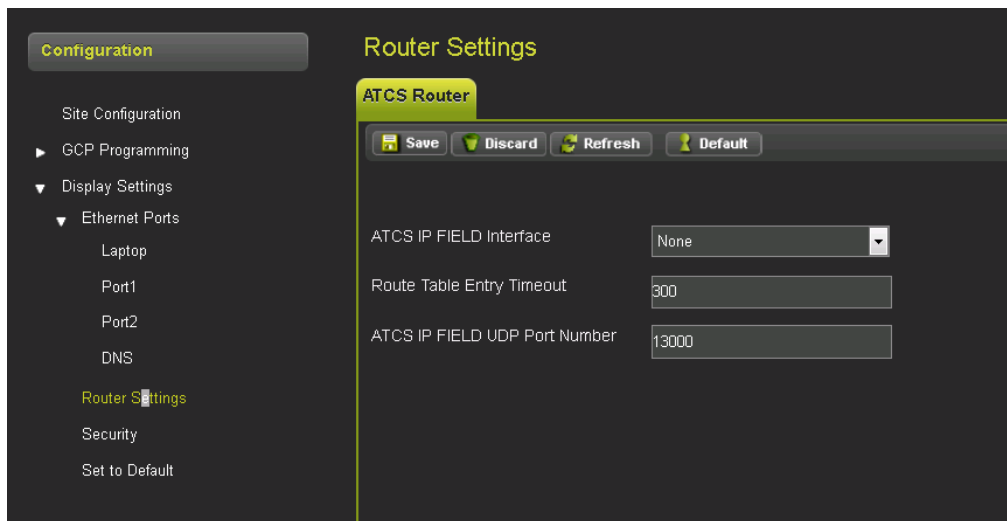 Configuration
Site Configuration
GCP Programming
Display Settings
Ethernet Ports
Laptop
Port1
Port2
DNS
Router Settings
Security
Set to Default
Router Settings
ATCS Router
Save Discard Refresh Default
ATCS IP FIELD Interface None
Route Table Entry Timeout 300
ATCS IP FIELD UDP Port Number 13000